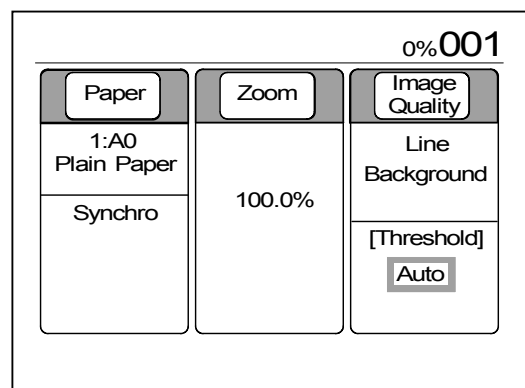 0%001
Paper
1:A0
Plain Paper
Synchro
Zoom
100.0%
Image
Quality
Line
Background
[Threshold]
Auto